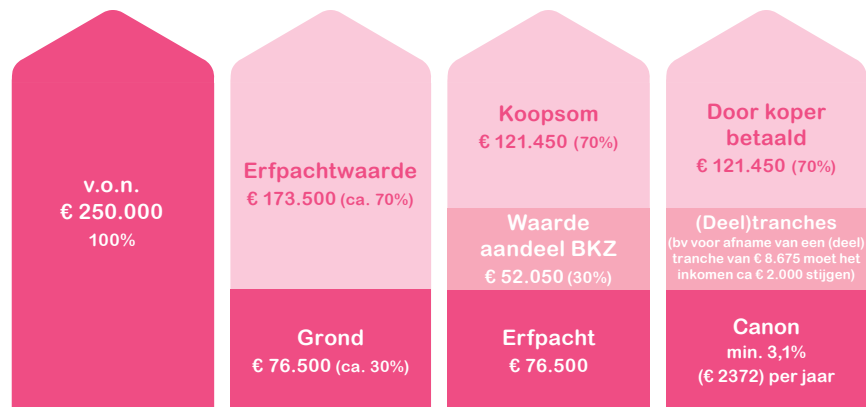 v.o.n.
€ 250.000
100%
Erfpachtwaarde
€ 173.500 (ca. 70%)
Grond
€ 76.500 (ca. 30%)
Koopsom
€ 121.450 (70%)
Waarde
aandeel BKZ
€ 52.050 (30%)
Erfpacht
€ 76.500
Door koper
betaald
€ 121.450 (70%)
(Deel)tranches
(bv voor afname van een (deel)
tranche van € 8.675 moet het
inkomen ca € 2.000 stijgen)
Canon
min. 3,1%
(€ 2372) per jaar